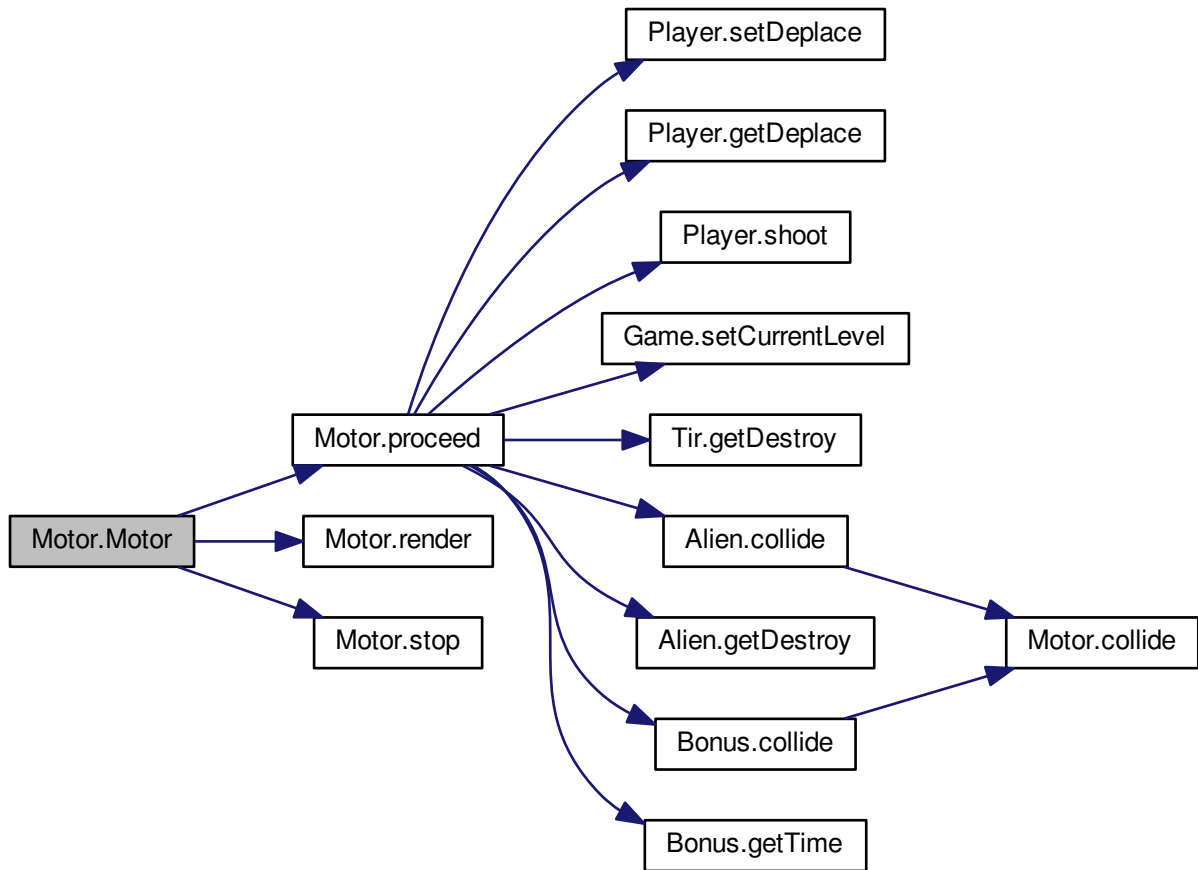 Player.setDeplace
Player.getDeplace
Player.shoot
Game.setCurrentLevel
Motor.proceed
Tir.getDestroy
Motor.Motor
Motor.render
Alien.collide
Motor.stop
Alien.getDestroy
Motor.collide
Bonus.collide
Bonus.getTime